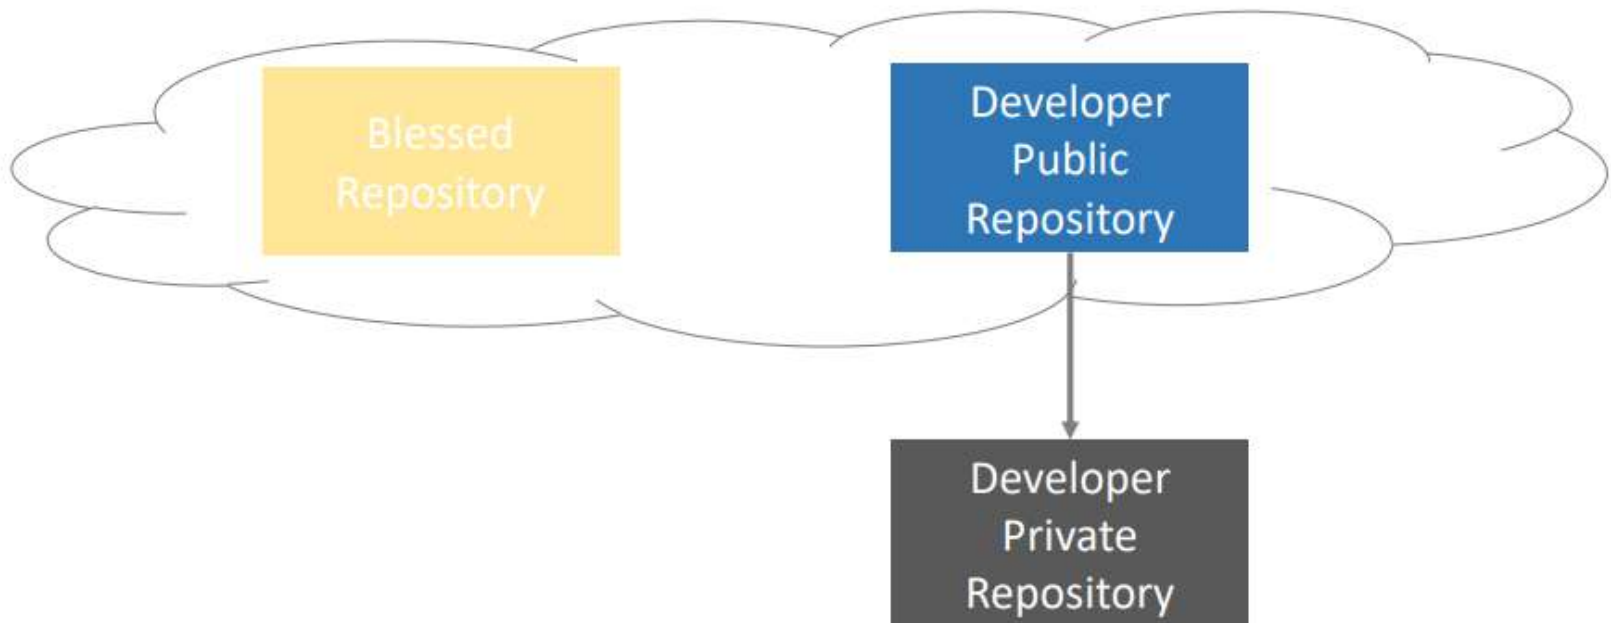 Blessed
Repository
Developer
Public
Repository
Developer
Private
Repository